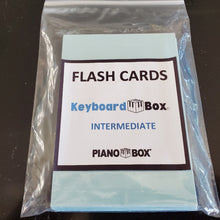 FLASH CARDS
Keyboard Box
INTERMEDIATE
PIANO BOX